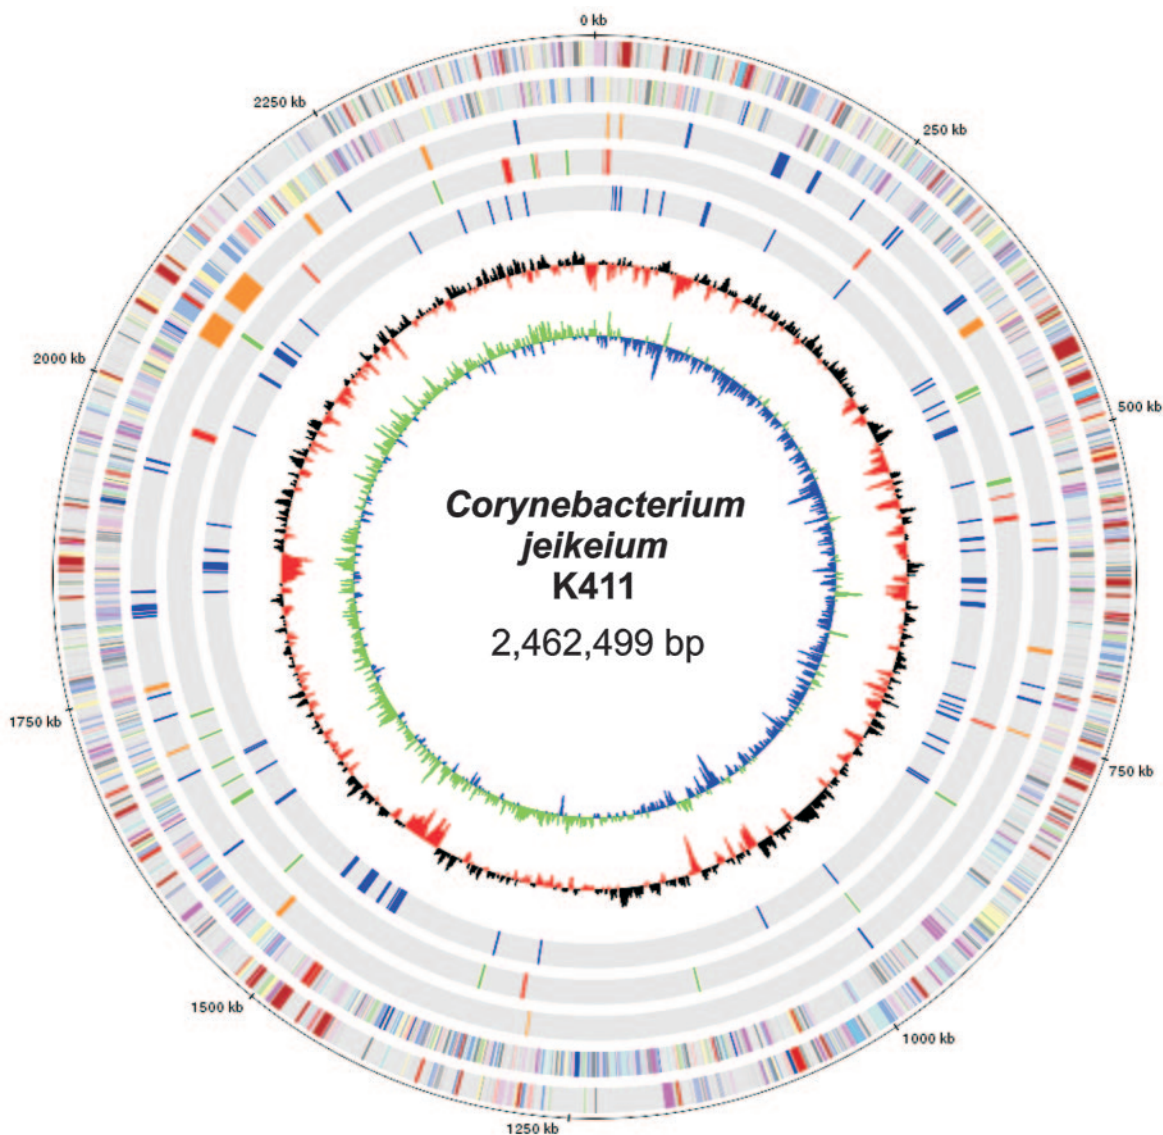 0 kb
2250 kb
250 kb
2000 kb
500 kb
Corynebacterium
jeikeium
K411
2,462,499 bp
1750 kb
750 kb
1500 kb
1000 kb
1250 kb